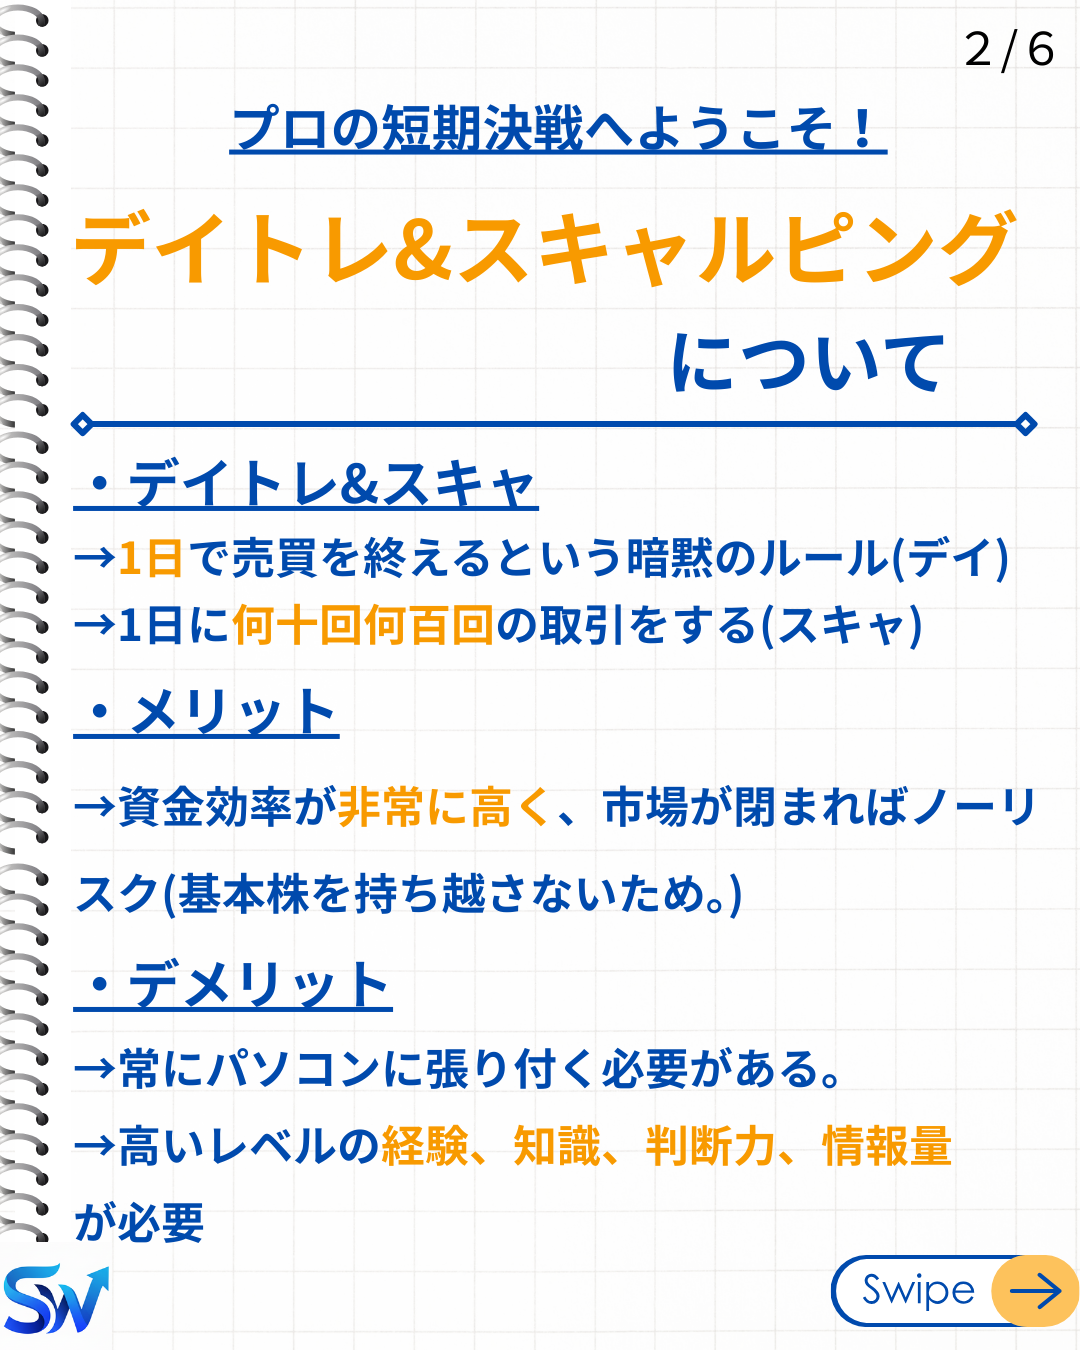 2/6
プロの短期決戦へようこそ！
デイトレ&スキャルピング
について
・デイトレ&スキャ
→1日で売買を終えるという暗黙のルール(デイ)
→1日に何十回何百回の取引をする(スキャ)
・メリット
→資金効率が非常に高く、市場が閉まればノーリ
スク(基本株を持ち越さないため。)
・デメリット
→常にパソコンに張り付く必要がある。
→高いレベルの経験、知識、判断力、情報量
が必要
SW
Swipe